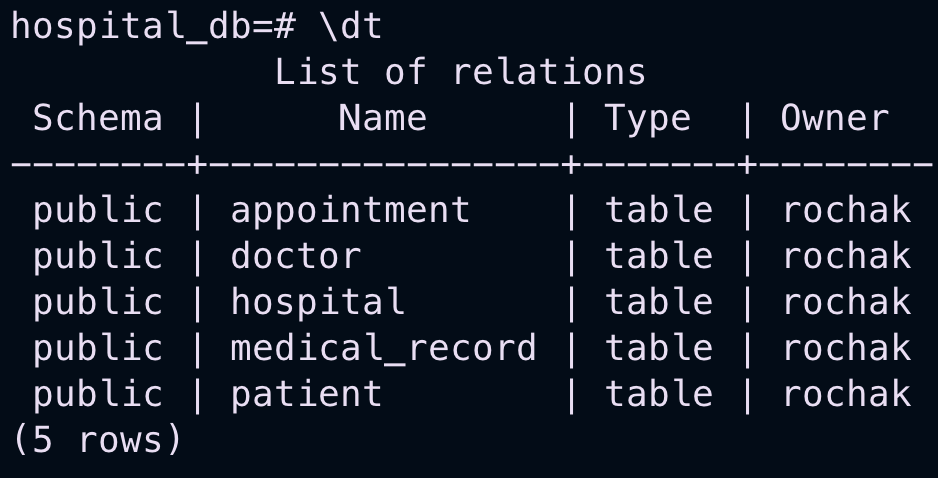 hospital_db=# \dt
             List of relations
 Schema |      Name      | Type  | Owner
--------+----------------+-------+--------
 public | appointment    | table | rochak
 public | doctor         | table | rochak
 public | hospital       | table | rochak
 public | medical_record | table | rochak
 public | patient        | table | rochak
(5 rows)